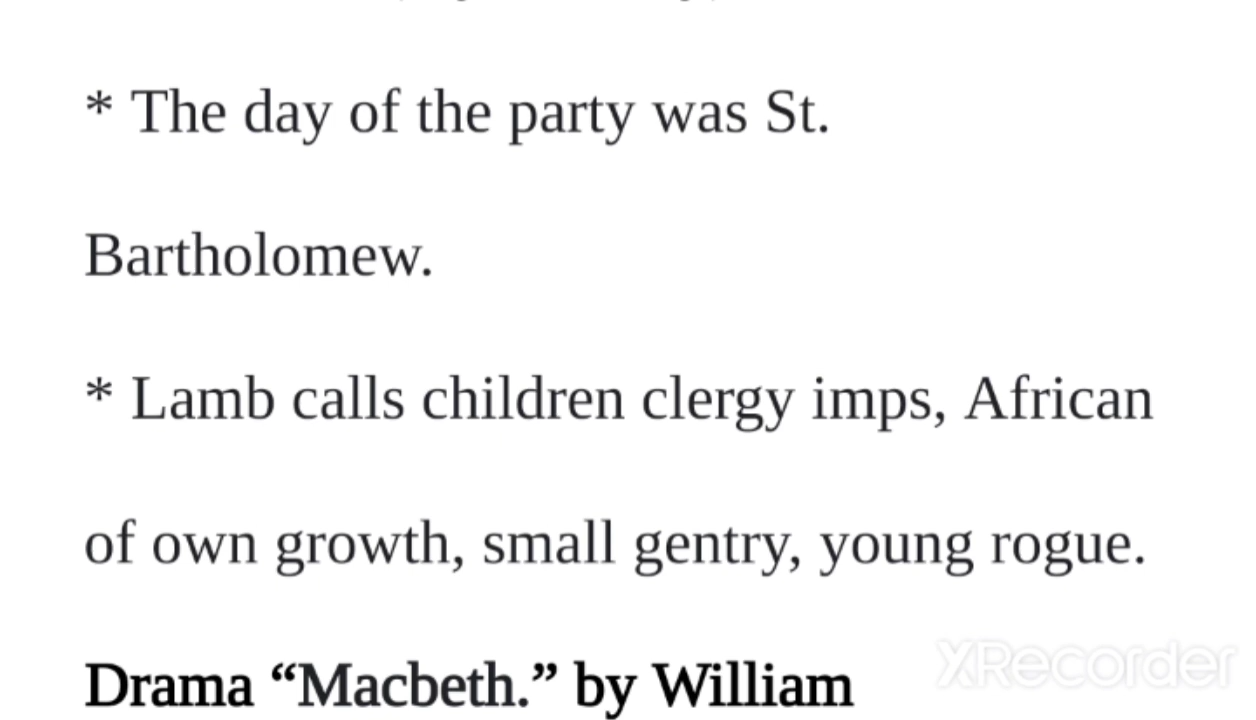 * The day of the party was St.
Bartholomew.
* Lamb calls children clergy imps, African
of own growth, small gentry, young rogue.
Drama “Macbeth.” by William
XRecorder